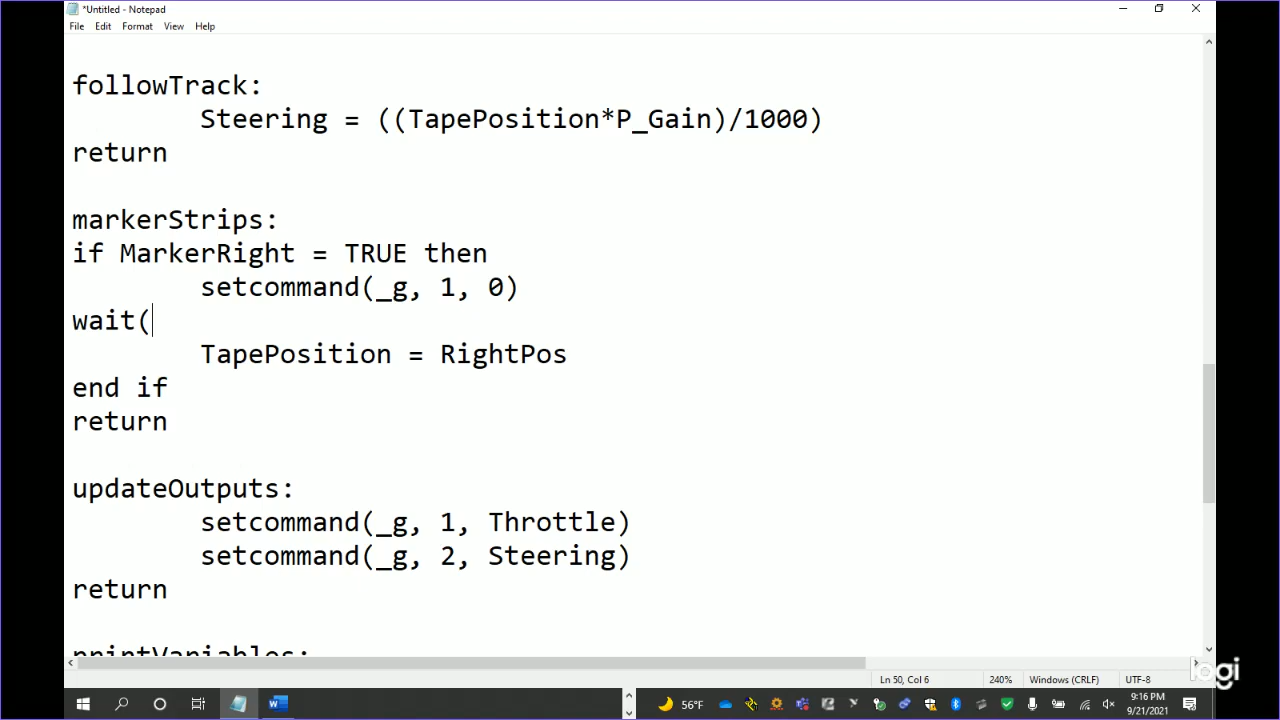 *Untitled - Notepad
File Edit Format View Help
followTrack:
Steering = ((TapePosition*P_Gain)/1000)
return
markerStrips:
if MarkerRight = TRUE then
setcommand(_g, 1, 0)
wait(
TapePosition = RightPos
end if
return
updateOutputs:
setcommand(_g, 1, Throttle)
setcommand(_g, 2, Steering)
return
printVariables:
Ln 50, Col 6 240% Windows (CRLF) UTF-8
logi
56°F
9:16 PM
9/21/2021